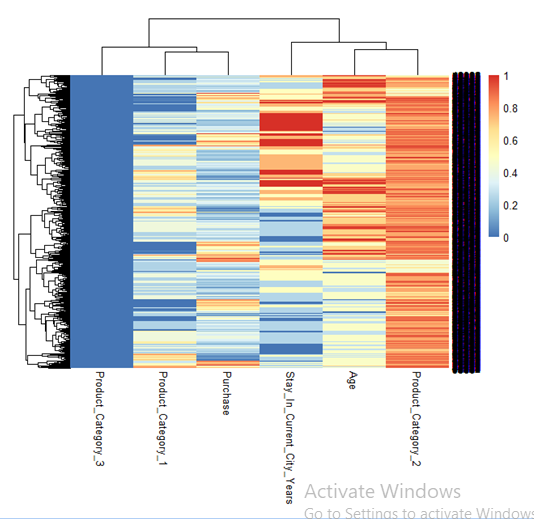 1
0.8
0.6
0.4
0.2
0
Product_Category_3
Product_Category_1
Purchase
Stay_In_Current_City_Years
Age
Product_Category_2
Activate Windows
Go to Settings to activate Windows